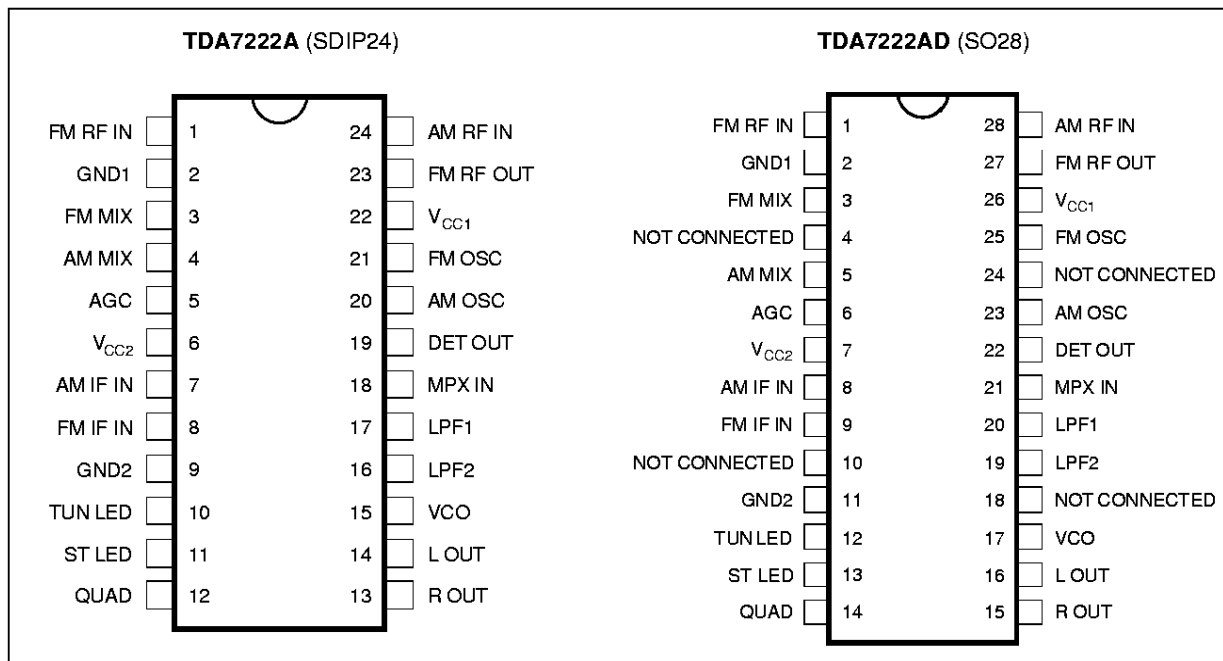 TDA7222A (SDIP24)
FM RF IN 1 24 AM RF IN
GND1 2 23 FM RF OUT
FM MIX 3 22 VCC1
AM MIX 4 21 FM OSC
AGC 5 20 AM OSC
VCC2 6 19 DET OUT
AM IF IN 7 18 MPX IN
FM IF IN 8 17 LPF1
GND2 9 16 LPF2
TUN LED 10 15 VCO
ST LED 11 14 L OUT
QUAD 12 13 R OUT
TDA7222AD (SO28)
FM RF IN 1 28 AM RF IN
GND1 2 27 FM RF OUT
FM MIX 3 26 VCC1
NOT CONNECTED 4 25 FM OSC
AM MIX 5 24 NOT CONNECTED
AGC 6 23 AM OSC
VCC2 7 22 DET OUT
AM IF IN 8 21 MPX IN
FM IF IN 9 20 LPF1
NOT CONNECTED 10 19 LPF2
GND2 11 18 NOT CONNECTED
TUN LED 12 17 VCO
ST LED 13 16 L OUT
QUAD 14 15 R OUT